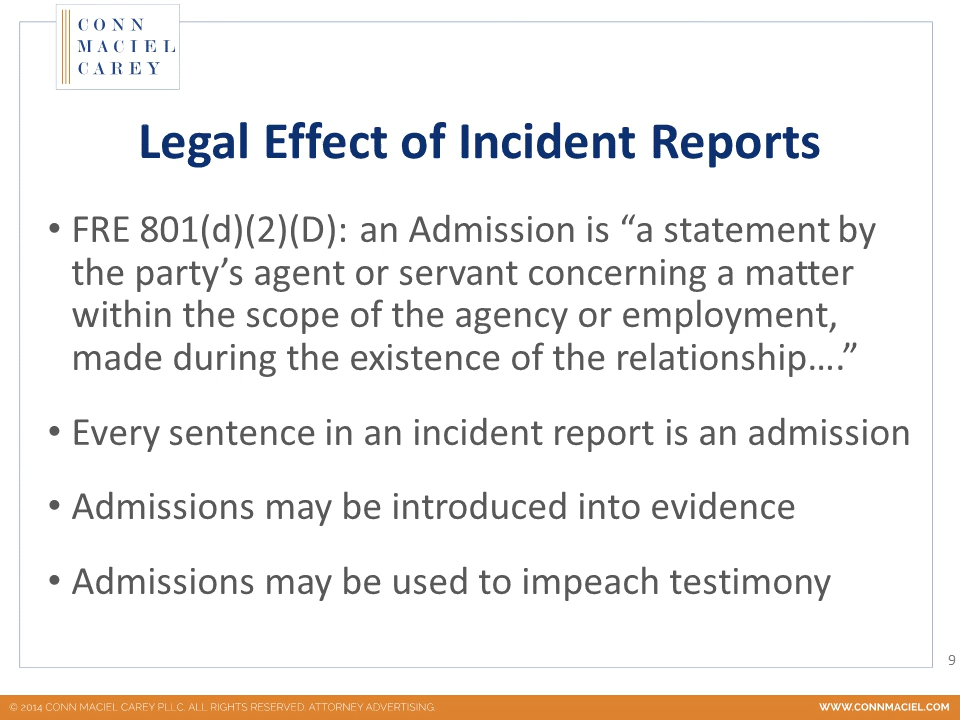 CONN
MACIEL
CAREY
Legal Effect of Incident Reports
• FRE 801(d)(2)(D): an Admission is “a statement by
the party’s agent or servant concerning a matter
within the scope of the agency or employment,
made during the existence of the relationship….”
• Every sentence in an incident report is an admission
• Admissions may be introduced into evidence
• Admissions may be used to impeach testimony
9
© 2014 CONN MACIEL CAREY PLLC. ALL RIGHTS RESERVED. ATTORNEY ADVERTISING.
WWW.CONNMACIEL.COM